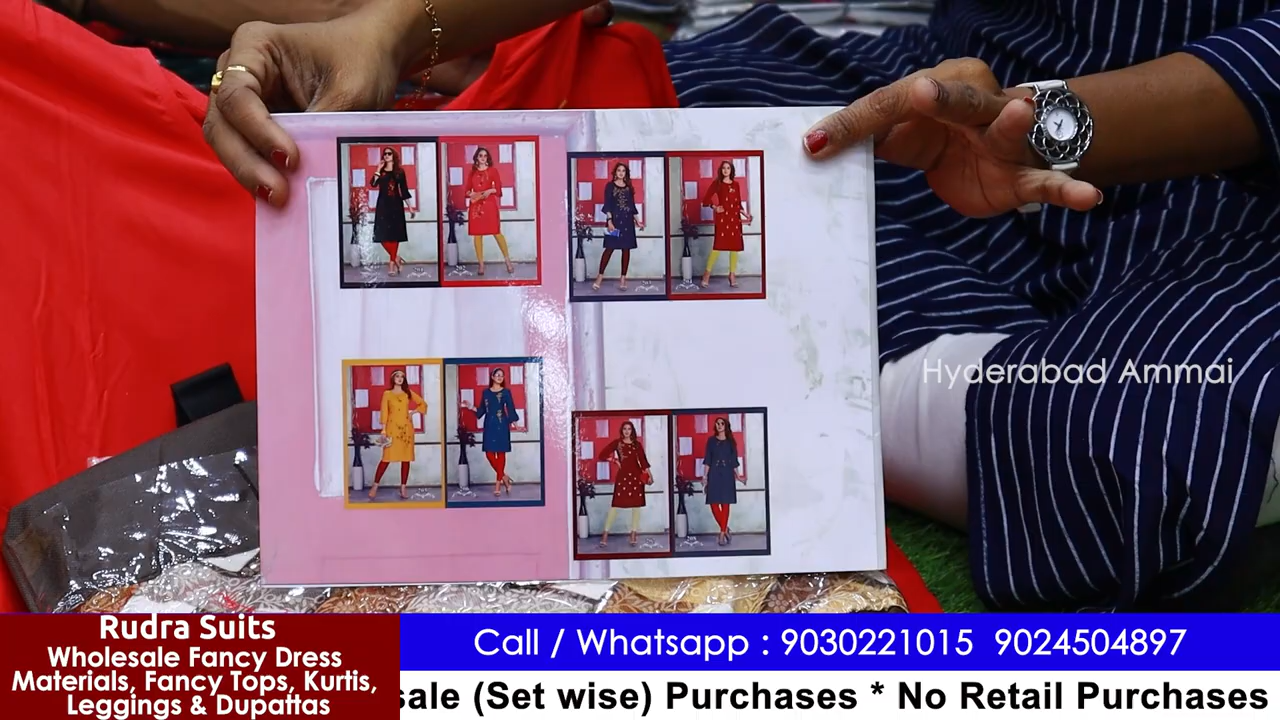 Hyderabad Ammai
Rudra Suits
Wholesale Fancy Dress
Materials, Fancy Tops, Kurtis,
Leggings & Dupattas
Call / Whatsapp : 9030221015 9024504897
sale (Set wise) Purchases * No Retail Purchases